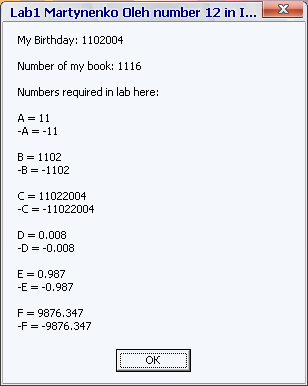 Lab1 Martynenko Oleh number 12 in I...
My Birthday: 1102004
Number of my book: 1116
Numbers required in lab here:
A = 11
-A = -11
B = 1102
-B = -1102
C = 11022004
-C = -11022004
D = 0.008
-D = -0.008
E = 0.987
-E = -0.987
F = 9876.347
-F = -9876.347
OK